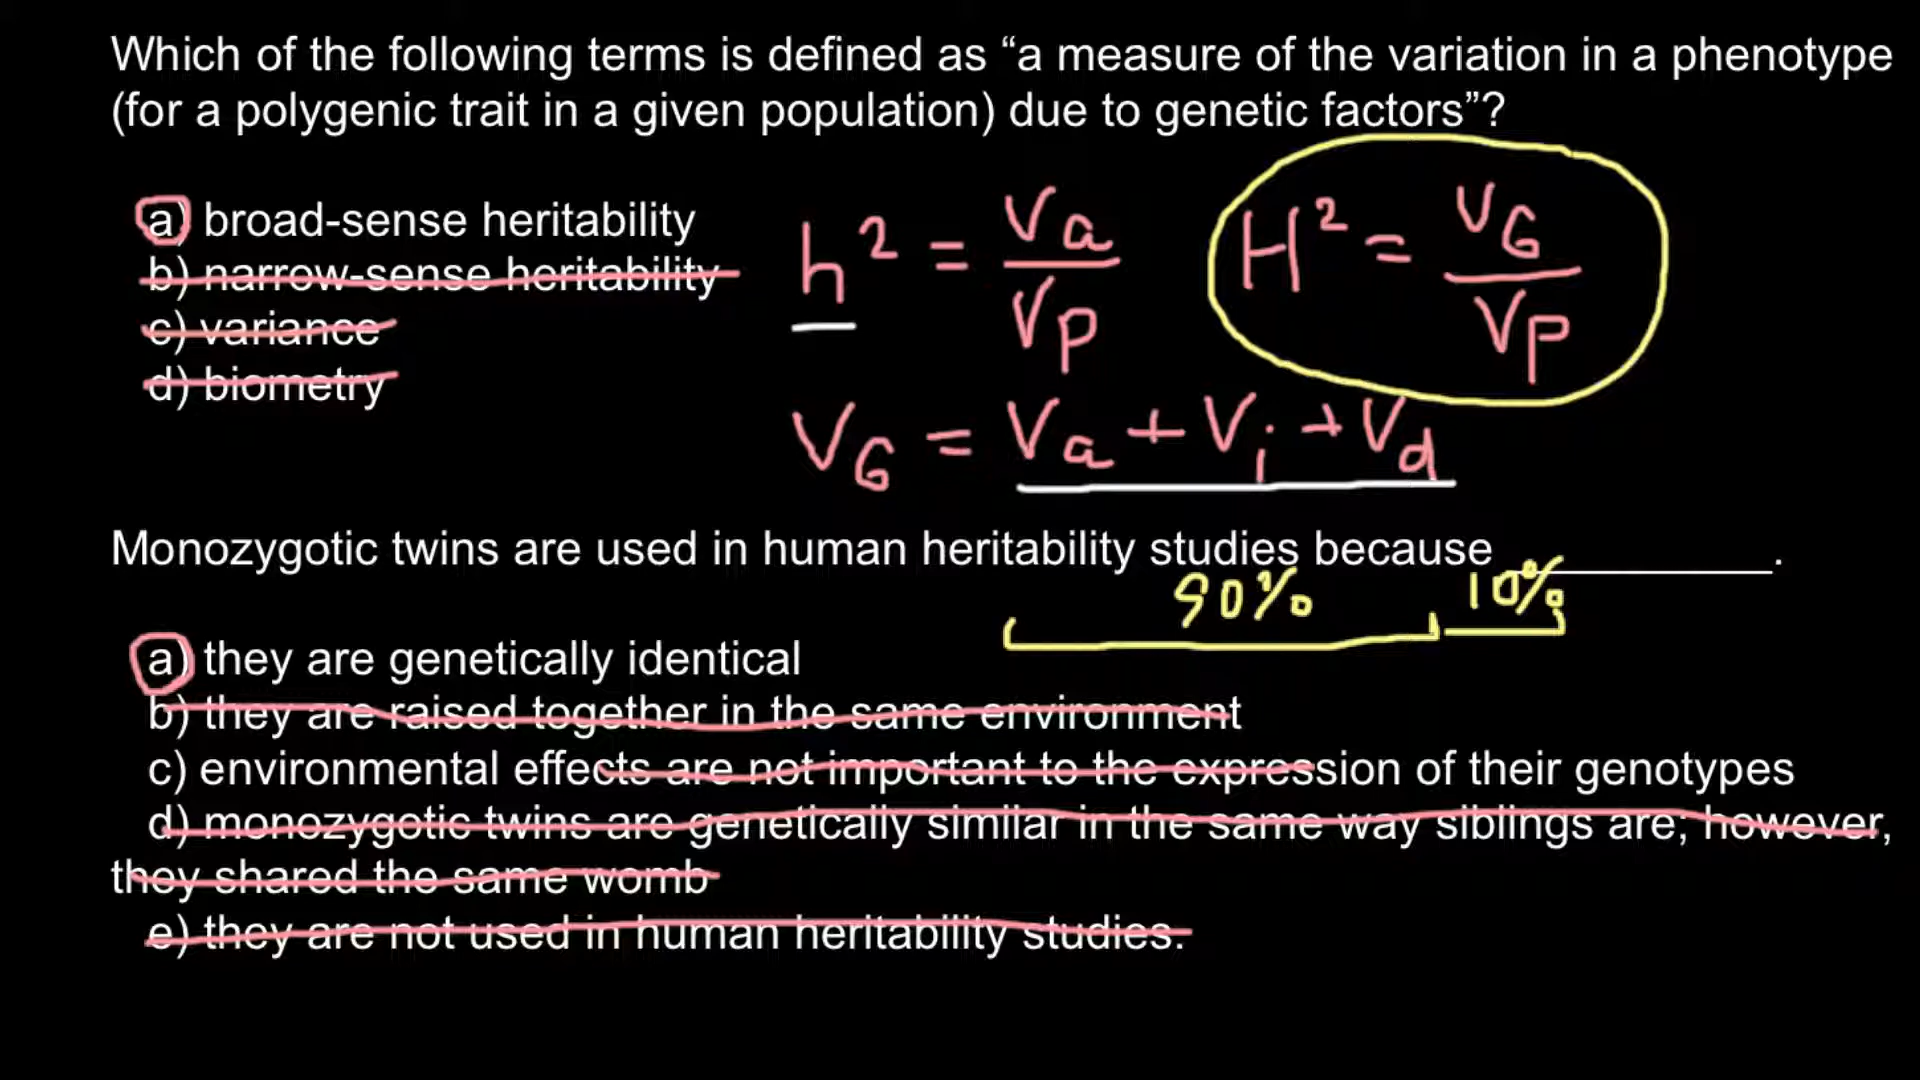 Which of the following terms is defined as “a measure of the variation in a phenotype
(for a polygenic trait in a given population) due to genetic factors”?
a) broad-sense heritability
b) narrow-sense heritability
c) variance
d) biometry
h² = Va / Vp
H² = VG / Vp
VG = Va + Vi + Vd
Monozygotic twins are used in human heritability studies because __________.
90% 10%
a) they are genetically identical
b) they are raised together in the same environment
c) environmental effects are not important to the expression of their genotypes
d) monozygotic twins are genetically similar in the same way siblings are; however,
they shared the same womb
e) they are not used in human heritability studies.